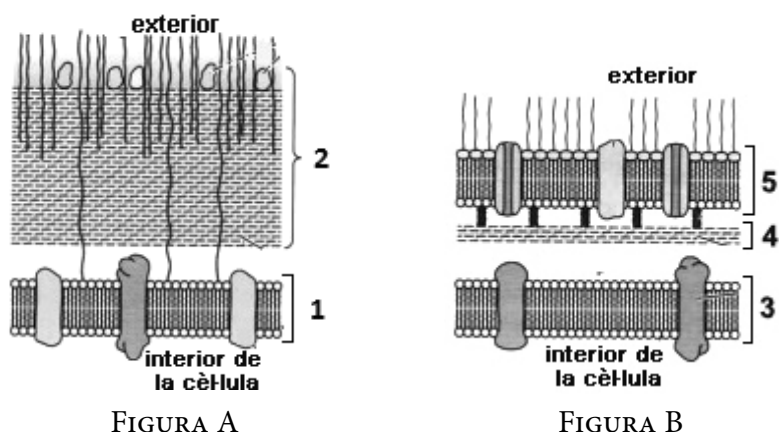 exterior
2
1
interior de
la cèŀlula
FIGURA A
exterior
5
4
3
interior de
la cèŀlula
FIGURA B